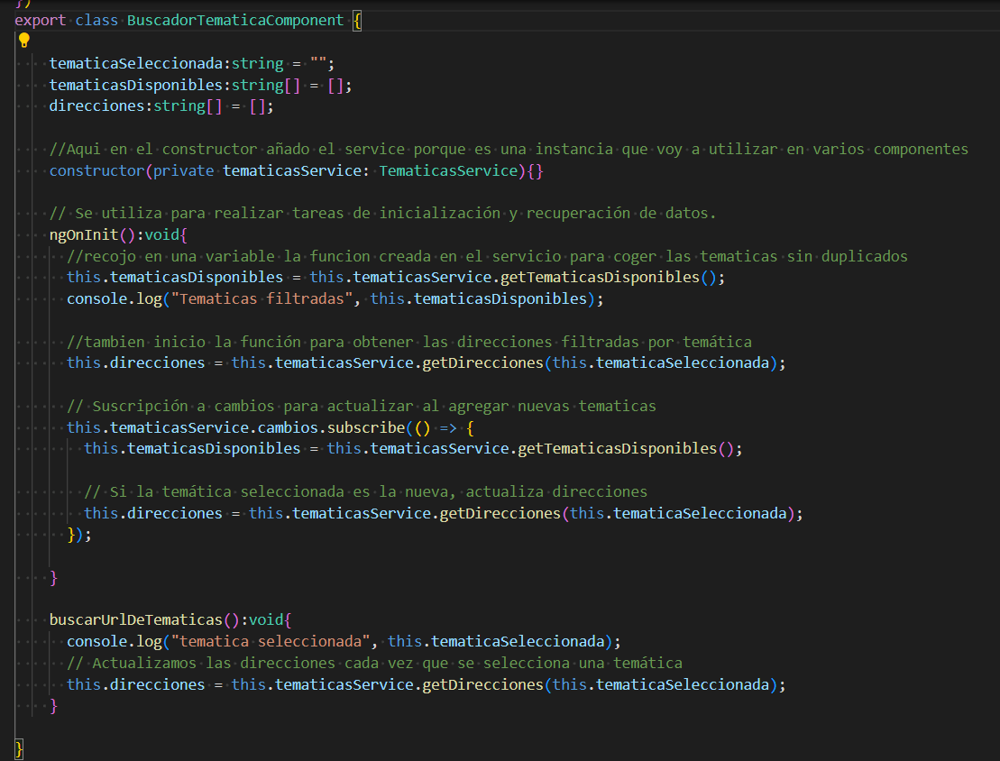 })
export class BuscadorTematicaComponent {
tematicaSeleccionada:string = "";
tematicasDisponibles:string[] = [];
direcciones:string[] = [];
//Aqui en el constructor añado el service porque es una instancia que voy a utilizar en varios componentes
constructor(private tematicasService: TematicasService){}
// Se utiliza para realizar tareas de inicialización y recuperación de datos.
ngOnInit():void{
//recojo en una variable la funcion creada en el servicio para coger las tematicas sin duplicados
this.tematicasDisponibles = this.tematicasService.getTematicasDisponibles();
console.log("Tematicas filtradas", this.tematicasDisponibles);
//tambien inicio la función para obtener las direcciones filtradas por temática
this.direcciones = this.tematicasService.getDirecciones(this.tematicaSeleccionada);
// Suscripción a cambios para actualizar al agregar nuevas tematicas
this.tematicasService.cambios.subscribe(() => {
this.tematicasDisponibles = this.tematicasService.getTematicasDisponibles();
// Si la temática seleccionada es la nueva, actualiza direcciones
this.direcciones = this.tematicasService.getDirecciones(this.tematicaSeleccionada);
});
}
buscarUrlDeTematicas():void{
console.log("tematica seleccionada", this.tematicaSeleccionada);
// Actualizamos las direcciones cada vez que se selecciona una temática
this.direcciones = this.tematicasService.getDirecciones(this.tematicaSeleccionada);
}
}